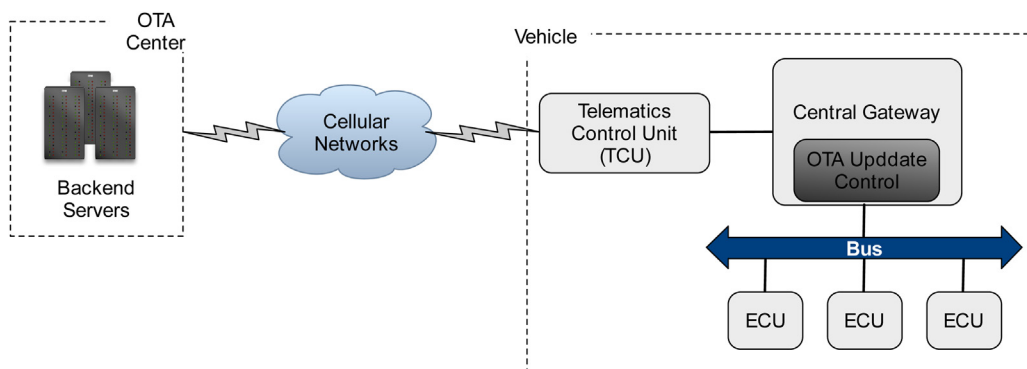 OTA
Center
Backend
Servers
Cellular
Networks
Vehicle
Telematics
Control Unit
(TCU)
Central Gateway
OTA Upddate
Control
Bus
ECU
ECU
ECU